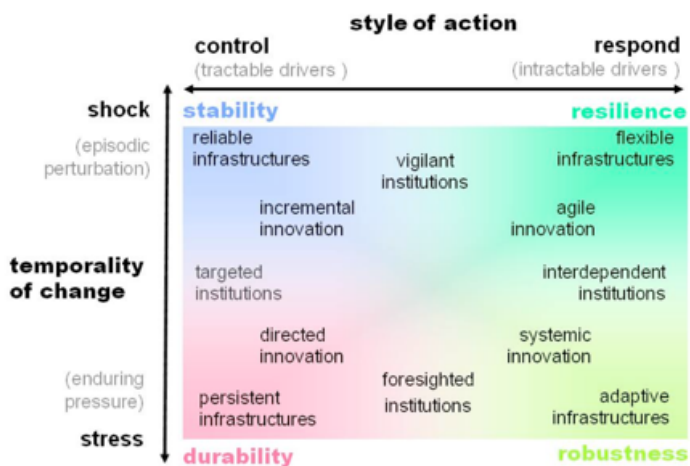 style of action
control
(tractable drivers )
respond
(intractable drivers )
shock
(episodic
perturbation)
temporality
of change
(enduring
pressure)
stress
stability
resilience
reliable
infrastructures
vigilant
institutions
flexible
infrastructures
incremental
innovation
agile
innovation
targeted
institutions
interdependent
institutions
directed
innovation
systemic
innovation
persistent
infrastructures
foresighted
institutions
adaptive
infrastructures
durability
robustness